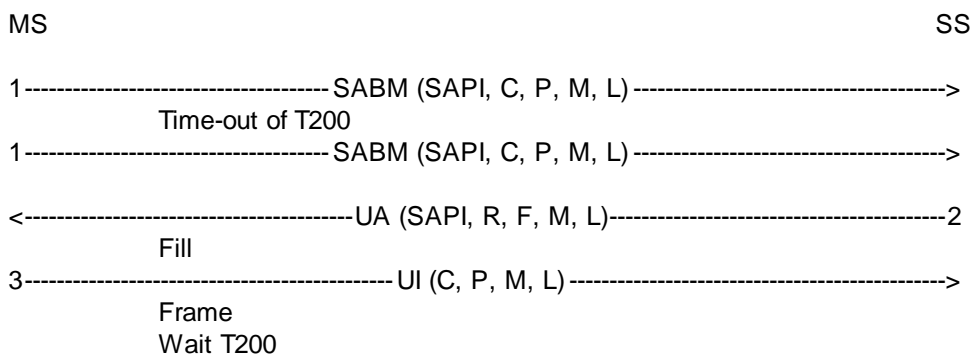 MS SS
1--------------------------------------SABM (SAPI, C, P, M, L)--------------------------------------->
Time-out of T200
1--------------------------------------SABM (SAPI, C, P, M, L)--------------------------------------->
<-----------------------------------------UA (SAPI, R, F, M, L)------------------------------------------2
Fill
3----------------------------------------------UI (C, P, M, L)----------------------------------------------->
Frame
Wait T200